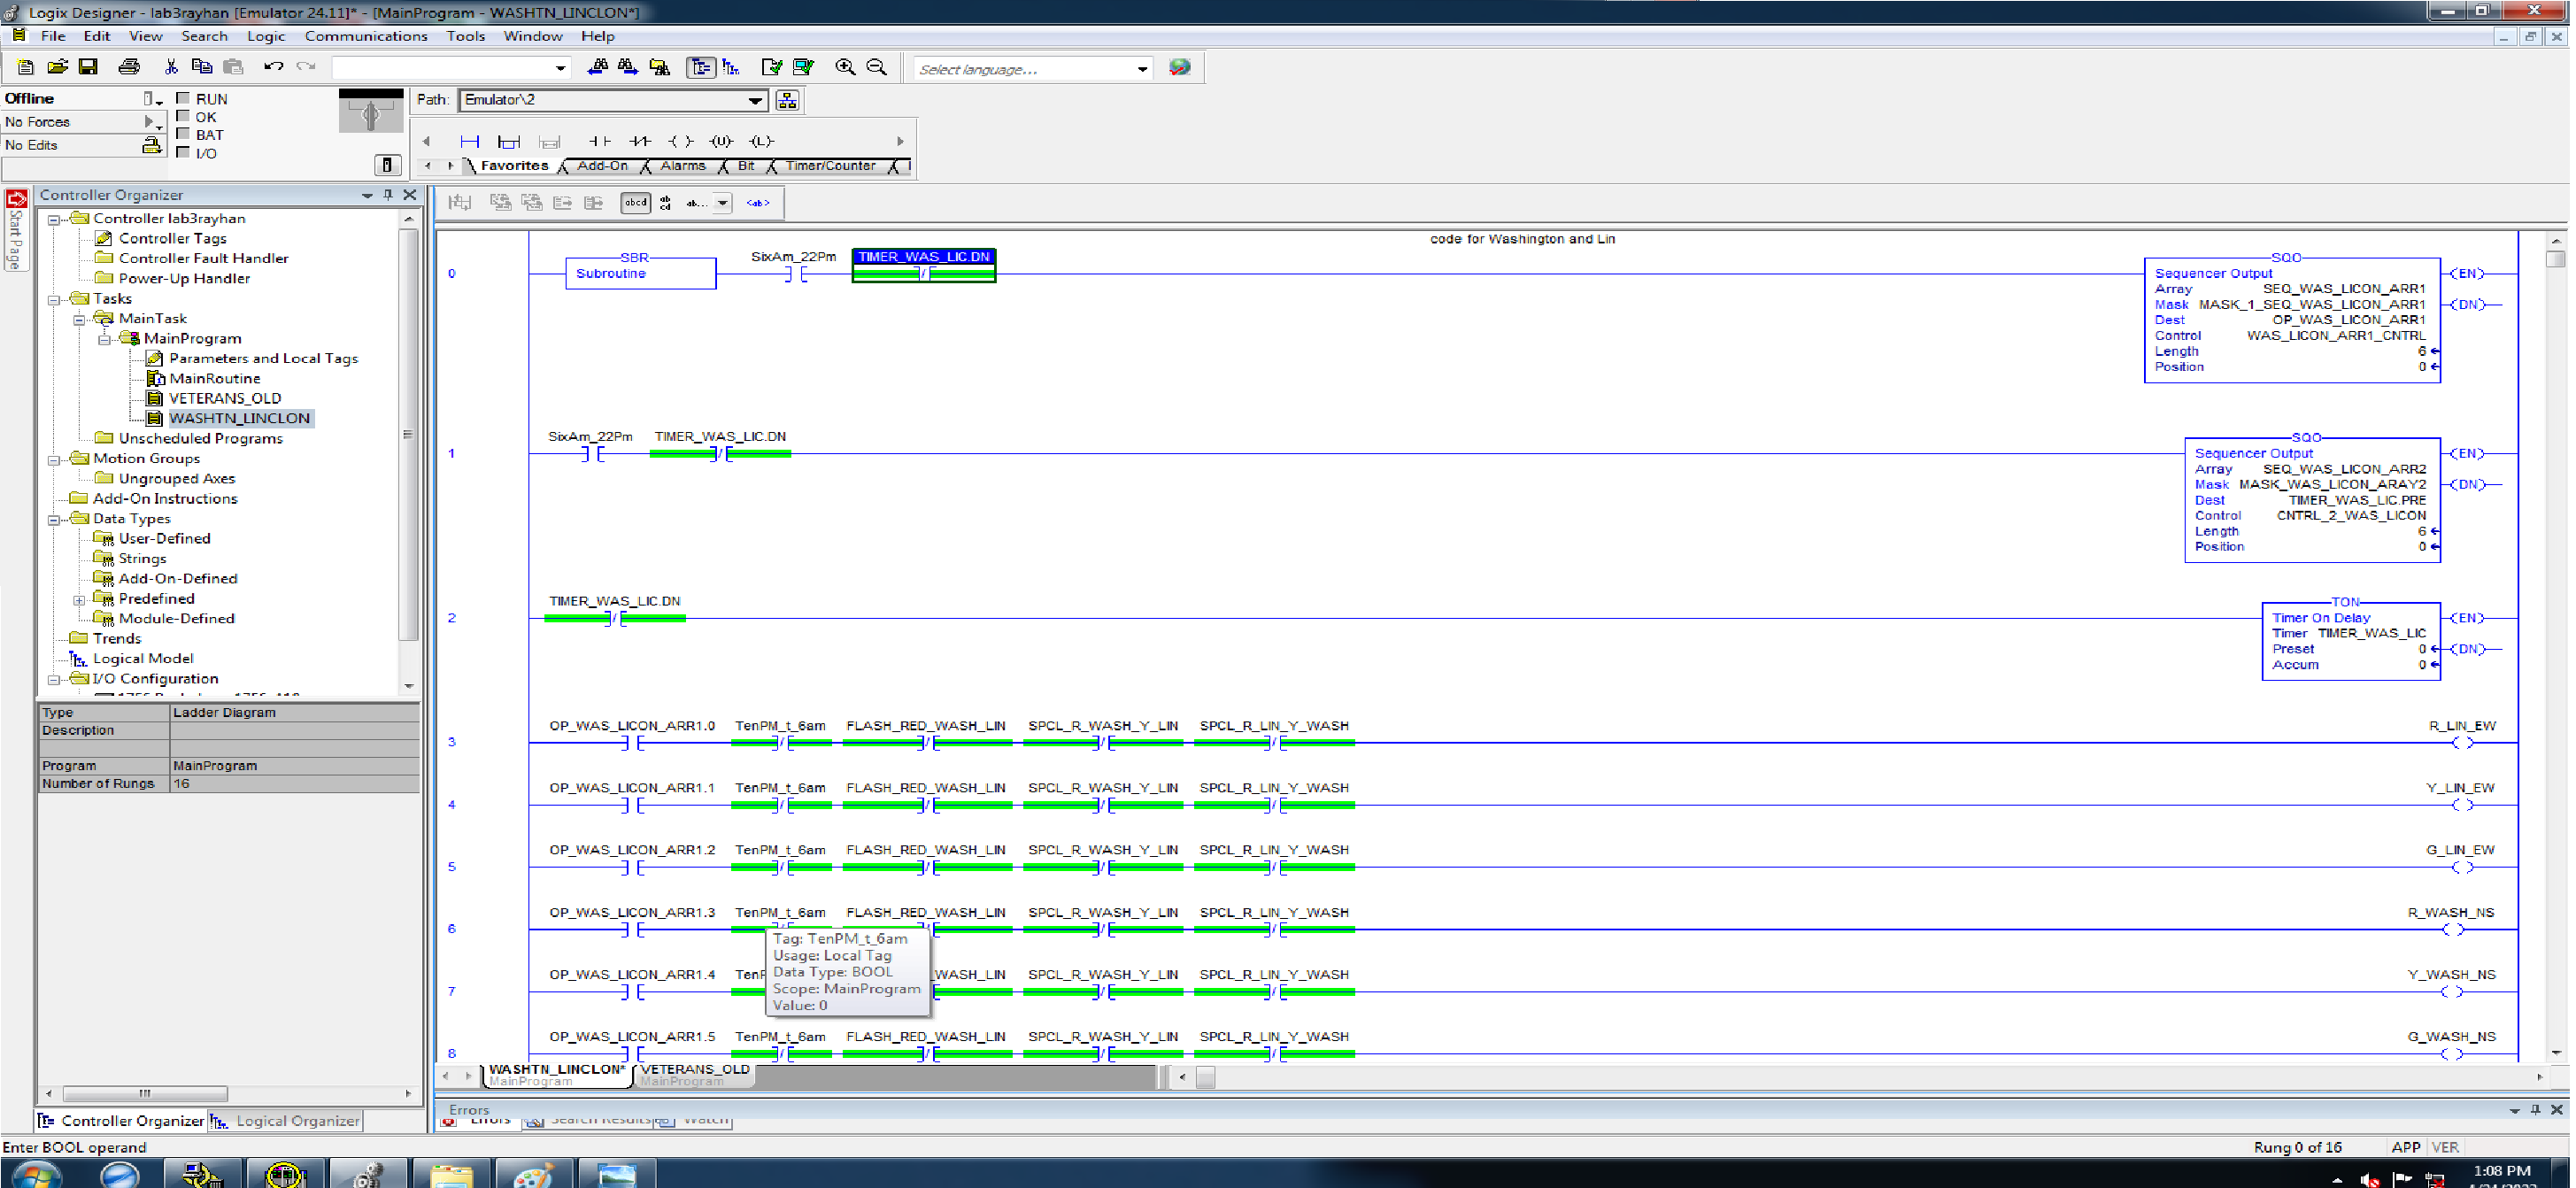 Logix Designer - lab3rayhan [Emulator 24.11]* - [MainProgram - WASHTN_LINCLON*]
File Edit View Search Logic Communications Tools Window Help
Select language...
Offline
RUN
No Forces
OK
BAT
No Edits
I/O
Path: Emulator\2
Favorites Add-On Alarms Bit Timer/Counter
Start Page
Controller Organizer
Controller lab3rayhan
Controller Tags
Controller Fault Handler
Power-Up Handler
Tasks
MainTask
MainProgram
Parameters and Local Tags
MainRoutine
VETERANS_OLD
WASHTN_LINCLON
Unscheduled Programs
Motion Groups
Ungrouped Axes
Add-On Instructions
Data Types
User-Defined
Strings
Add-On-Defined
Predefined
Module-Defined
Trends
Logical Model
I/O Configuration
Type Ladder Diagram
Description
Program MainProgram
Number of Rungs 16
Controller Organizer Logical Organizer
abcd ab cd ab... <ab>
code for Washington and Lin
0
SBR
Subroutine
SixAm_22Pm TIMER_WAS_LIC.DN
SQO
Sequencer Output
Array SEQ_WAS_LICON_ARR1
Mask MASK_1_SEQ_WAS_LICON_ARR1
Dest OP_WAS_LICON_ARR1
Control WAS_LICON_ARR1_CNTRL
Length 6
Position 0
EN
DN
1
SixAm_22Pm TIMER_WAS_LIC.DN
SQO
Sequencer Output
Array SEQ_WAS_LICON_ARR2
Mask MASK_WAS_LICON_ARAY2
Dest TIMER_WAS_LIC.PRE
Control CNTRL_2_WAS_LICON
Length 6
Position 0
EN
DN
2
TIMER_WAS_LIC.DN
TON
Timer On Delay
Timer TIMER_WAS_LIC
Preset 0
Accum 0
EN
DN
3 OP_WAS_LICON_ARR1.0 TenPM_t_6am FLASH_RED_WASH_LIN SPCL_R_WASH_Y_LIN SPCL_R_LIN_Y_WASH R_LIN_EW
4 OP_WAS_LICON_ARR1.1 TenPM_t_6am FLASH_RED_WASH_LIN SPCL_R_WASH_Y_LIN SPCL_R_LIN_Y_WASH Y_LIN_EW
5 OP_WAS_LICON_ARR1.2 TenPM_t_6am FLASH_RED_WASH_LIN SPCL_R_WASH_Y_LIN SPCL_R_LIN_Y_WASH G_LIN_EW
6 OP_WAS_LICON_ARR1.3 TenPM_t_6am FLASH_RED_WASH_LIN SPCL_R_WASH_Y_LIN SPCL_R_LIN_Y_WASH R_WASH_NS
Tag: TenPM_t_6am
Usage: Local Tag
Data Type: BOOL
Scope: MainProgram
Value: 0
7 OP_WAS_LICON_ARR1.4 WASH_LIN SPCL_R_WASH_Y_LIN SPCL_R_LIN_Y_WASH Y_WASH_NS
8 OP_WAS_LICON_ARR1.5 TenPM_t_6am FLASH_RED_WASH_LIN SPCL_R_WASH_Y_LIN SPCL_R_LIN_Y_WASH G_WASH_NS
WASHTN_LINCLON* VETERANS_OLD
MainProgram MainProgram
Errors
Errors Search Results Watch
Enter BOOL operand
Rung 0 of 16 APP VER
1:08 PM